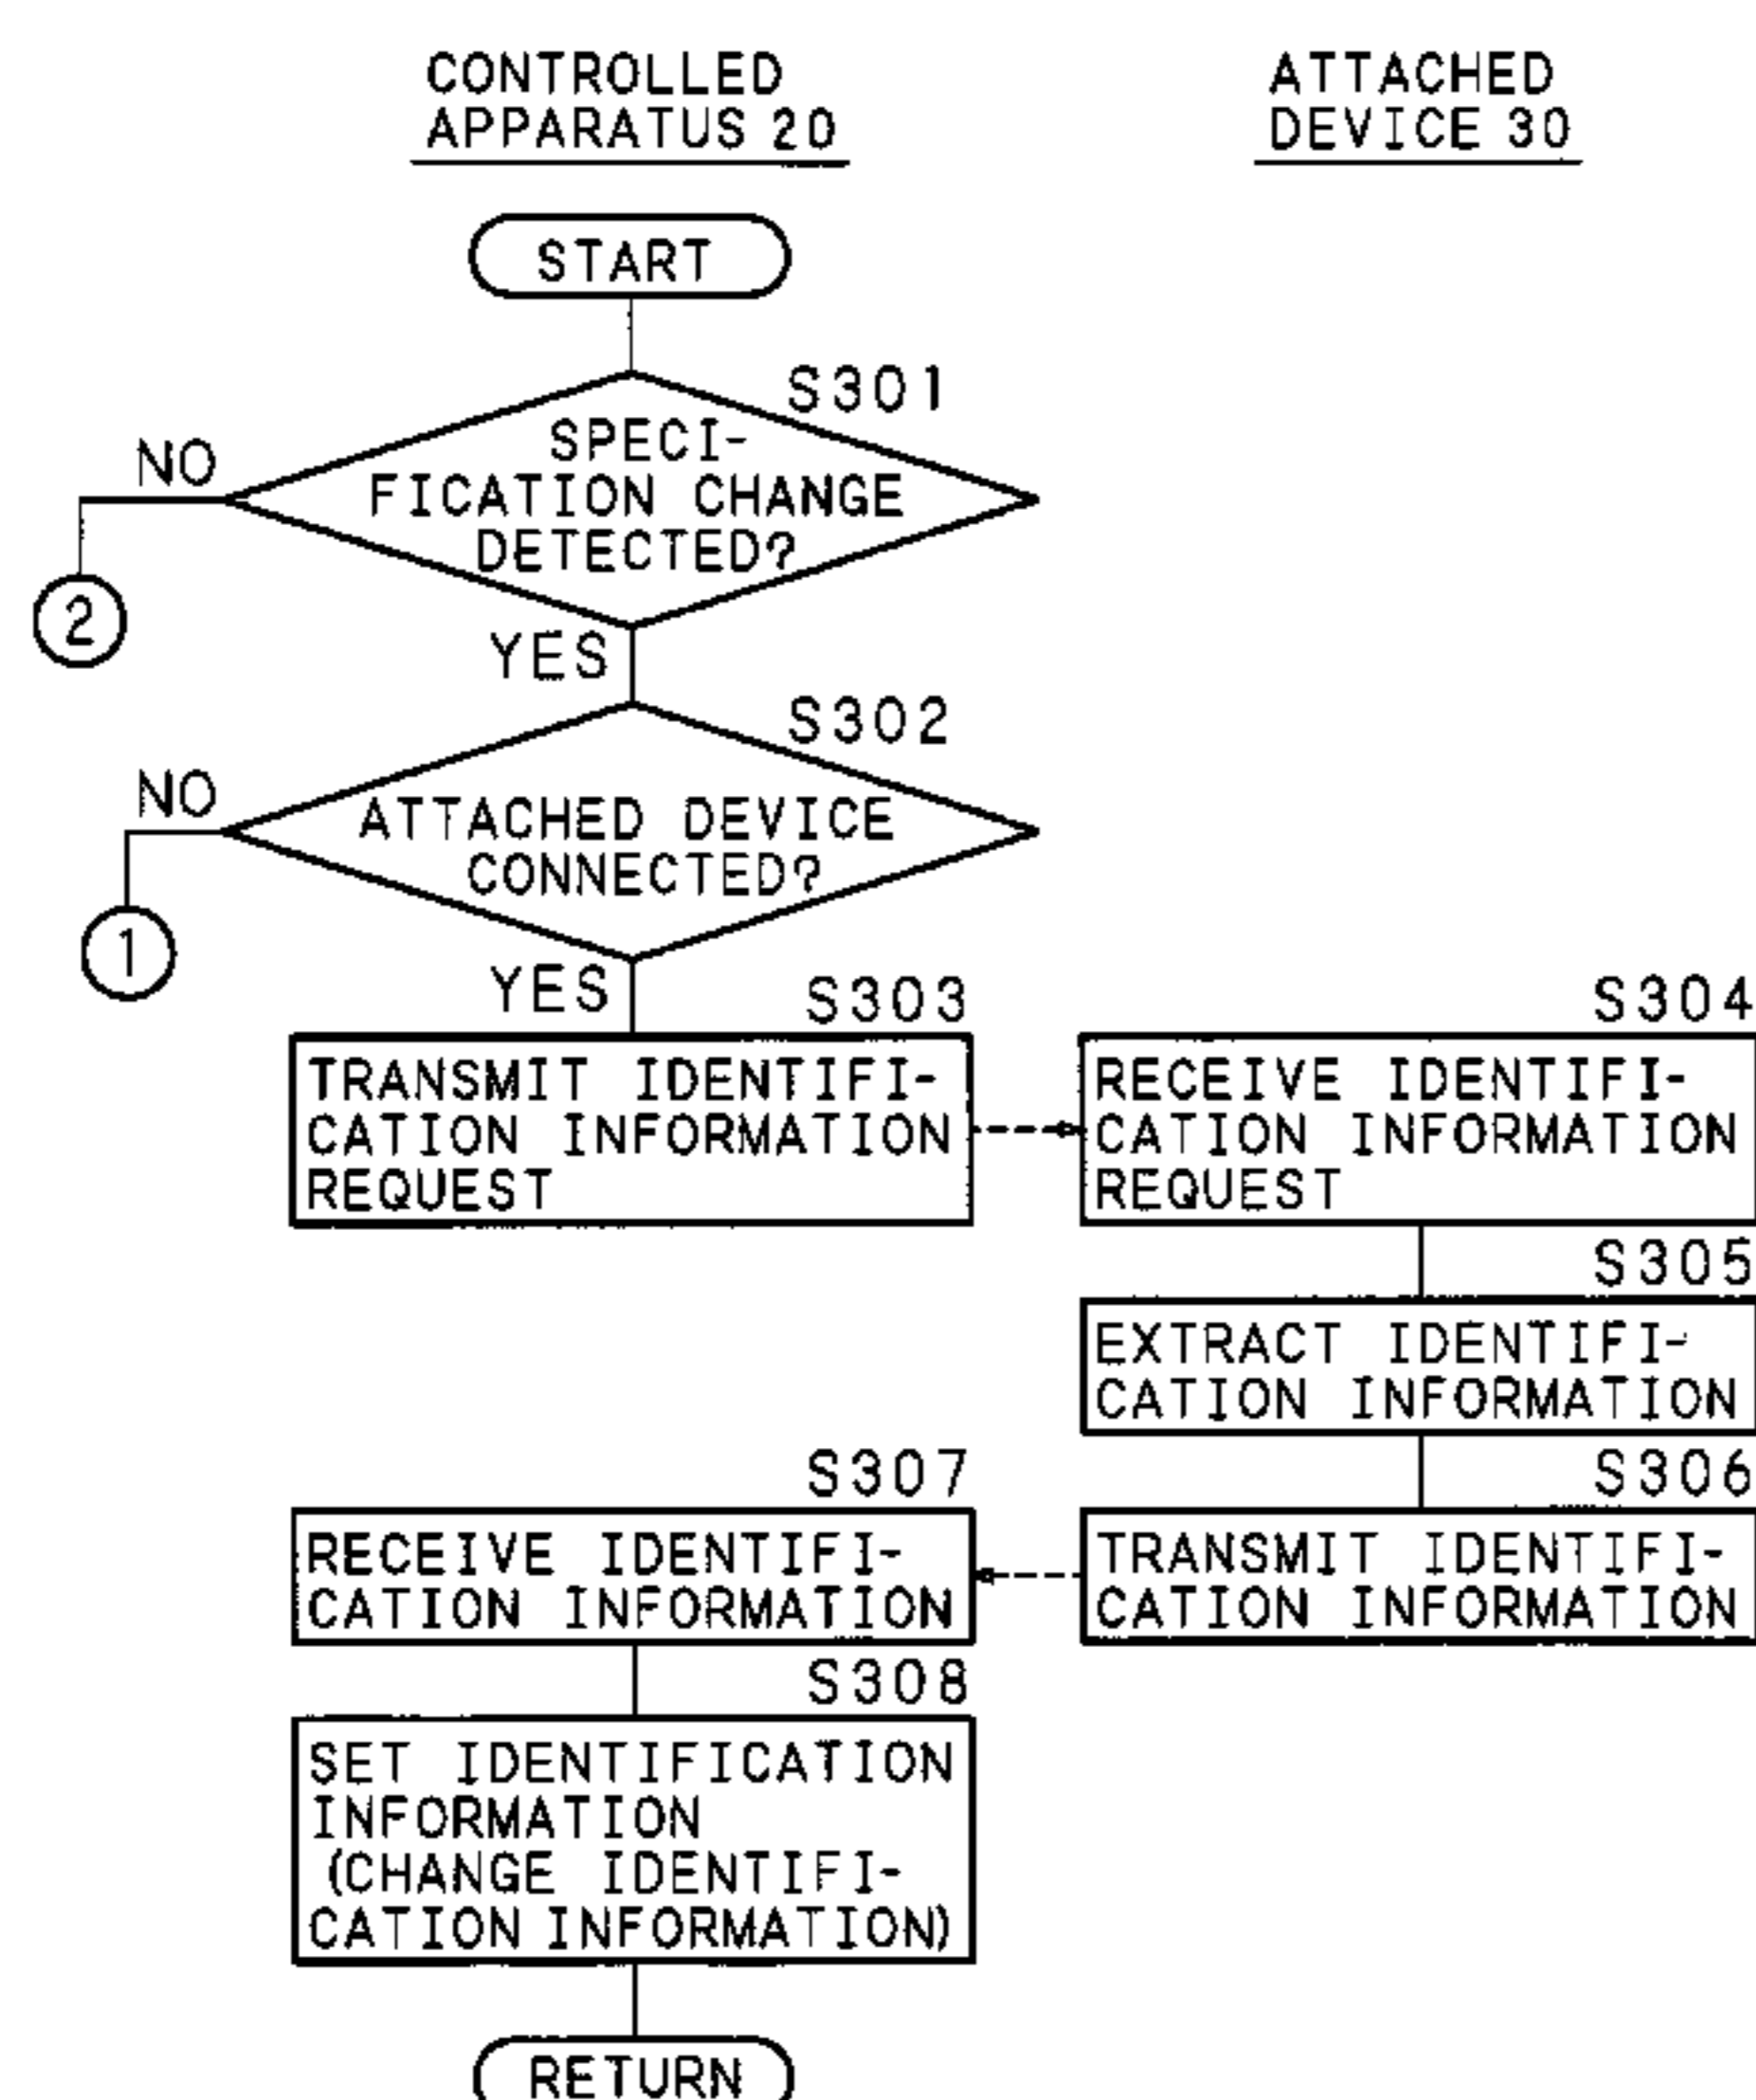 CONTROLLED
APPARATUS 20
ATTACHED
DEVICE 30
START
S301
SPECI-
FICATION CHANGE
DETECTED?
NO
2
YES
S302
ATTACHED DEVICE
CONNECTED?
NO
1
YES
S303
TRANSMIT IDENTIFI-
CATION INFORMATION
REQUEST
S304
RECEIVE IDENTIFI-
CATION INFORMATION
REQUEST
S305
EXTRACT IDENTIFI-
CATION INFORMATION
S306
TRANSMIT IDENTIFI-
CATION INFORMATION
S307
RECEIVE IDENTIFI-
CATION INFORMATION
S308
SET IDENTIFICATION
INFORMATION
(CHANGE IDENTIFI-
CATION INFORMATION)
RETURN